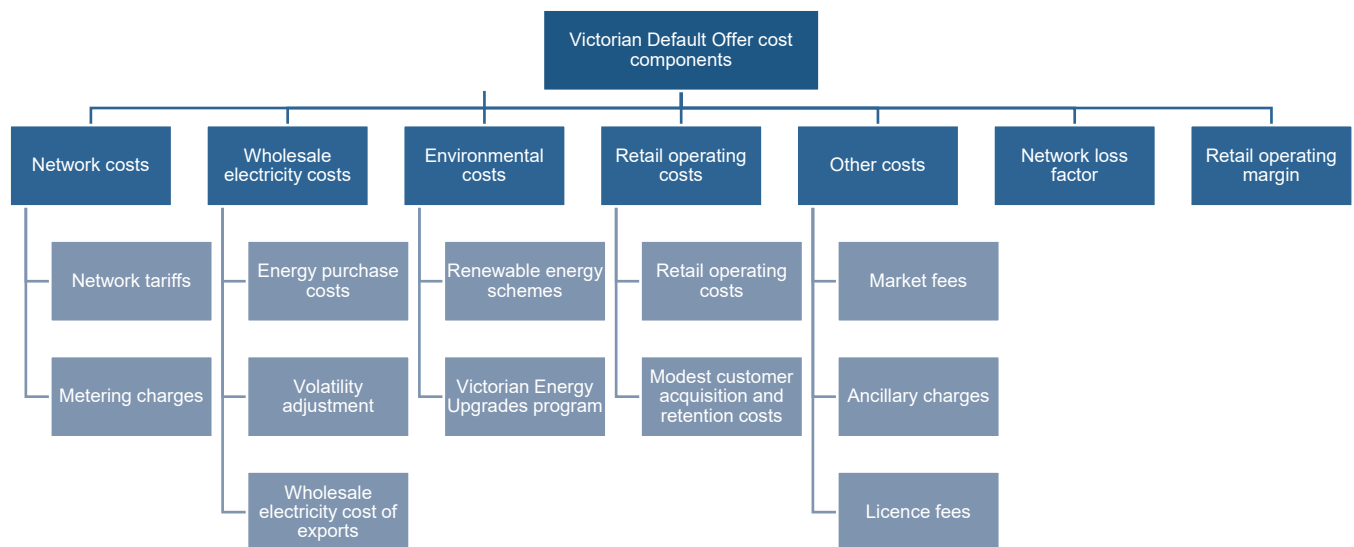 Victorian Default Offer cost
components
Network costs
Wholesale
electricity costs
Environmental
costs
Retail operating
costs
Other costs
Network loss
factor
Retail operating
margin
Network tariffs
Energy purchase
costs
Renewable energy
schemes
Retail operating
costs
Market fees
Metering charges
Volatility
adjustment
Victorian Energy
Upgrades program
Modest customer
acquisition and
retention costs
Ancillary charges
Wholesale
electricity cost of
exports
Licence fees